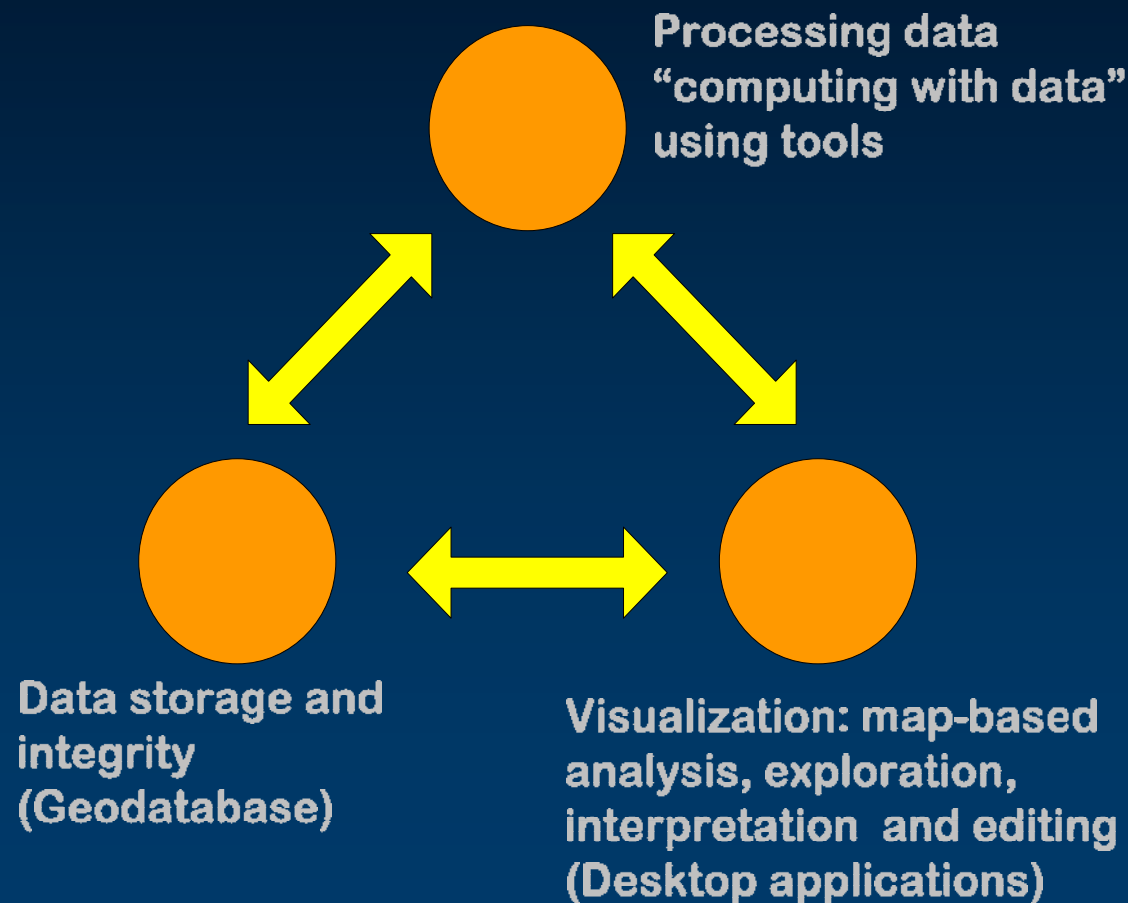 Processing data
“computing with data”
using tools
Data storage and
integrity
(Geodatabase)
Visualization: map-based
analysis, exploration,
interpretation and editing
(Desktop applications)